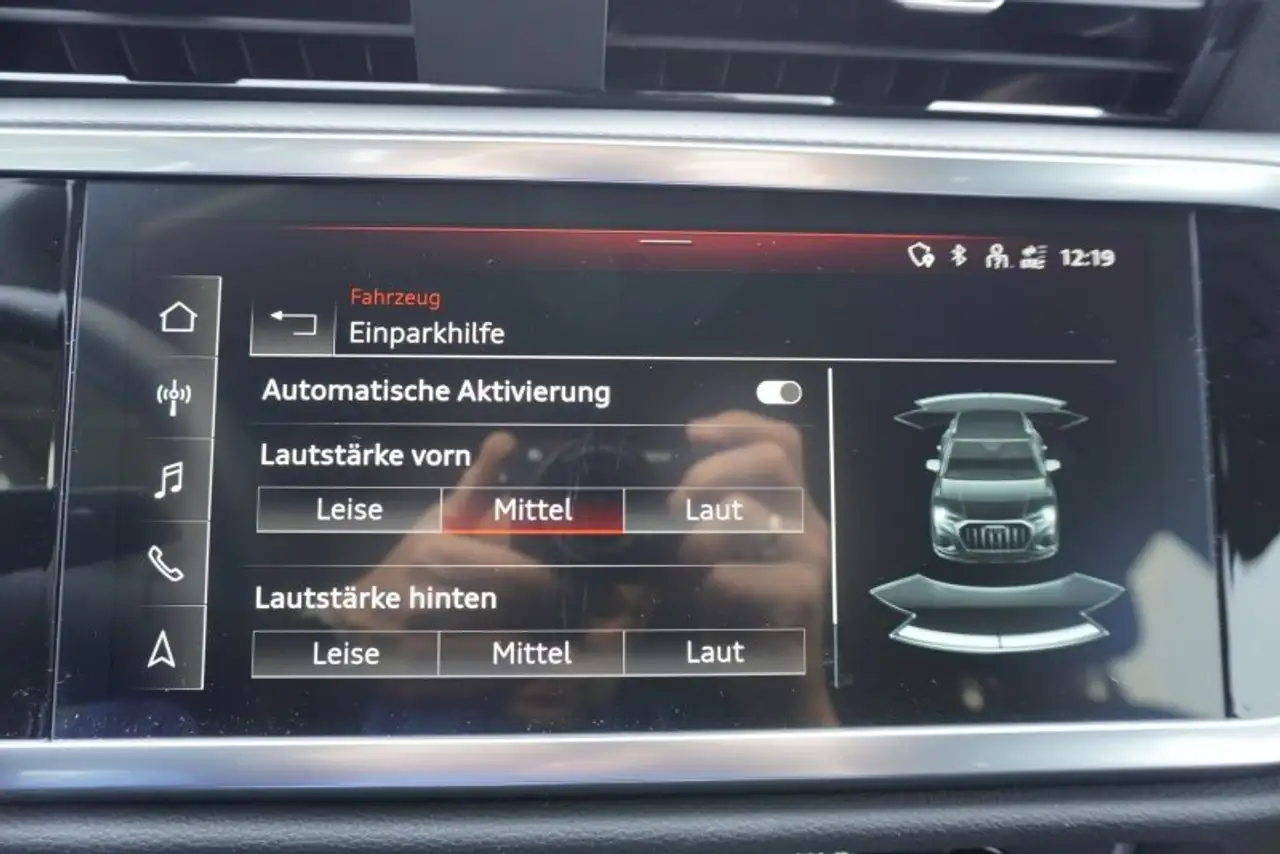 12:19
Fahrzeug
Einparkhilfe
Automatische Aktivierung
Lautstärke vorn
Leise Mittel Laut
Lautstärke hinten
Leise Mittel Laut